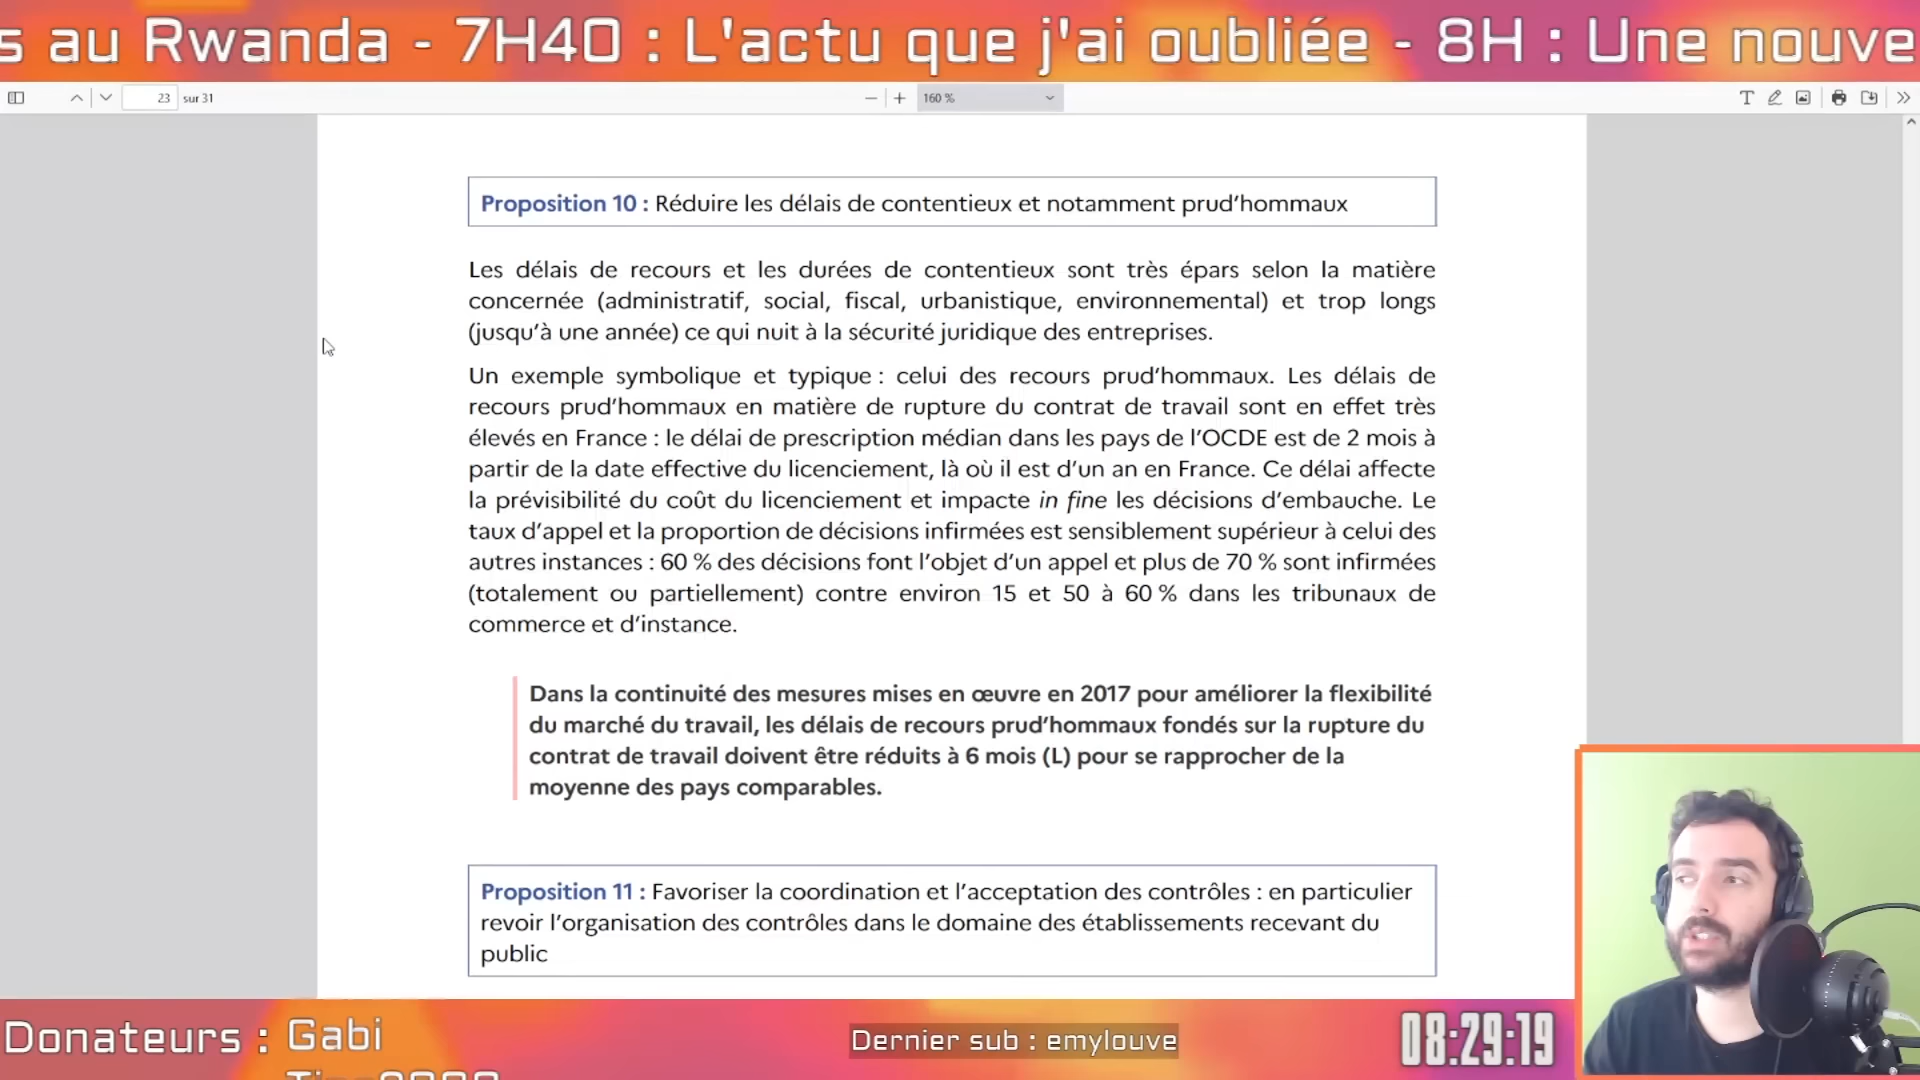 s au Rwanda - 7H40 : L'actu que j'ai oubliée - 8H : Une nouve
23 sur 31
160 %
Proposition 10 : Réduire les délais de contentieux et notamment prud'hommaux
Les délais de recours et les durées de contentieux sont très épars selon la matière
concernée (administratif, social, fiscal, urbanistique, environnemental) et trop longs
(jusqu'à une année) ce qui nuit à la sécurité juridique des entreprises.
Un exemple symbolique et typique : celui des recours prud'hommaux. Les délais de
recours prud'hommaux en matière de rupture du contrat de travail sont en effet très
élevés en France : le délai de prescription médian dans les pays de l'OCDE est de 2 mois à
partir de la date effective du licenciement, là où il est d'un an en France. Ce délai affecte
la prévisibilité du coût du licenciement et impacte in fine les décisions d'embauche. Le
taux d'appel et la proportion de décisions infirmées est sensiblement supérieur à celui des
autres instances : 60 % des décisions font l'objet d'un appel et plus de 70 % sont infirmées
(totalement ou partiellement) contre environ 15 et 50 à 60 % dans les tribunaux de
commerce et d'instance.
Dans la continuité des mesures mises en œuvre en 2017 pour améliorer la flexibilité
du marché du travail, les délais de recours prud'hommaux fondés sur la rupture du
contrat de travail doivent être réduits à 6 mois (L) pour se rapprocher de la
moyenne des pays comparables.
Proposition 11 : Favoriser la coordination et l'acceptation des contrôles : en particulier
revoir l'organisation des contrôles dans le domaine des établissements recevant du
public
Donateurs : Gabi
Dernier sub : emylouve
08:29:19